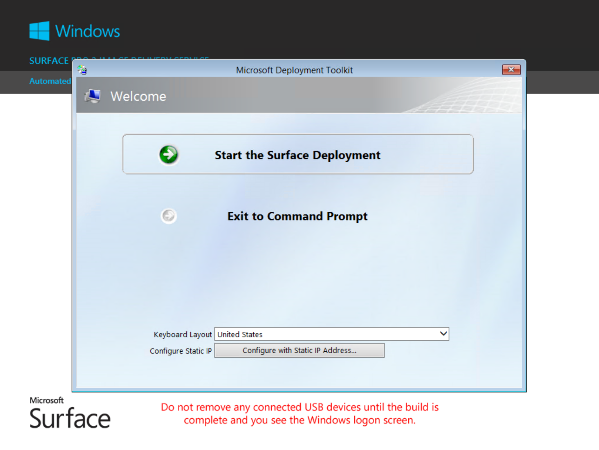 Windows
SURFACE
Automated
Microsoft Deployment Toolkit
Welcome
Start the Surface Deployment
Exit to Command Prompt
Keyboard Layout United States
Configure Static IP Configure with Static IP Address...
Microsoft
Surface
Do not remove any connected USB devices until the build is
complete and you see the Windows logon screen.